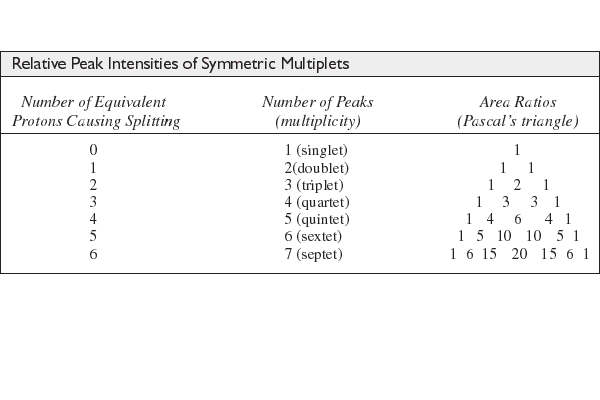 Relative Peak Intensities of Symmetric Multiplets
Number of Equivalent Number of Peaks Area Ratios
Protons Causing Splitting (multiplicity) (Pascal's triangle)
0 1 (singlet) 1
1 2(doublet) 1 1
2 3 (triplet) 1 2 1
3 4 (quartet) 1 3 3 1
4 5 (quintet) 1 4 6 4 1
5 6 (sextet) 1 5 10 10 5 1
6 7 (septet) 1 6 15 20 15 6 1